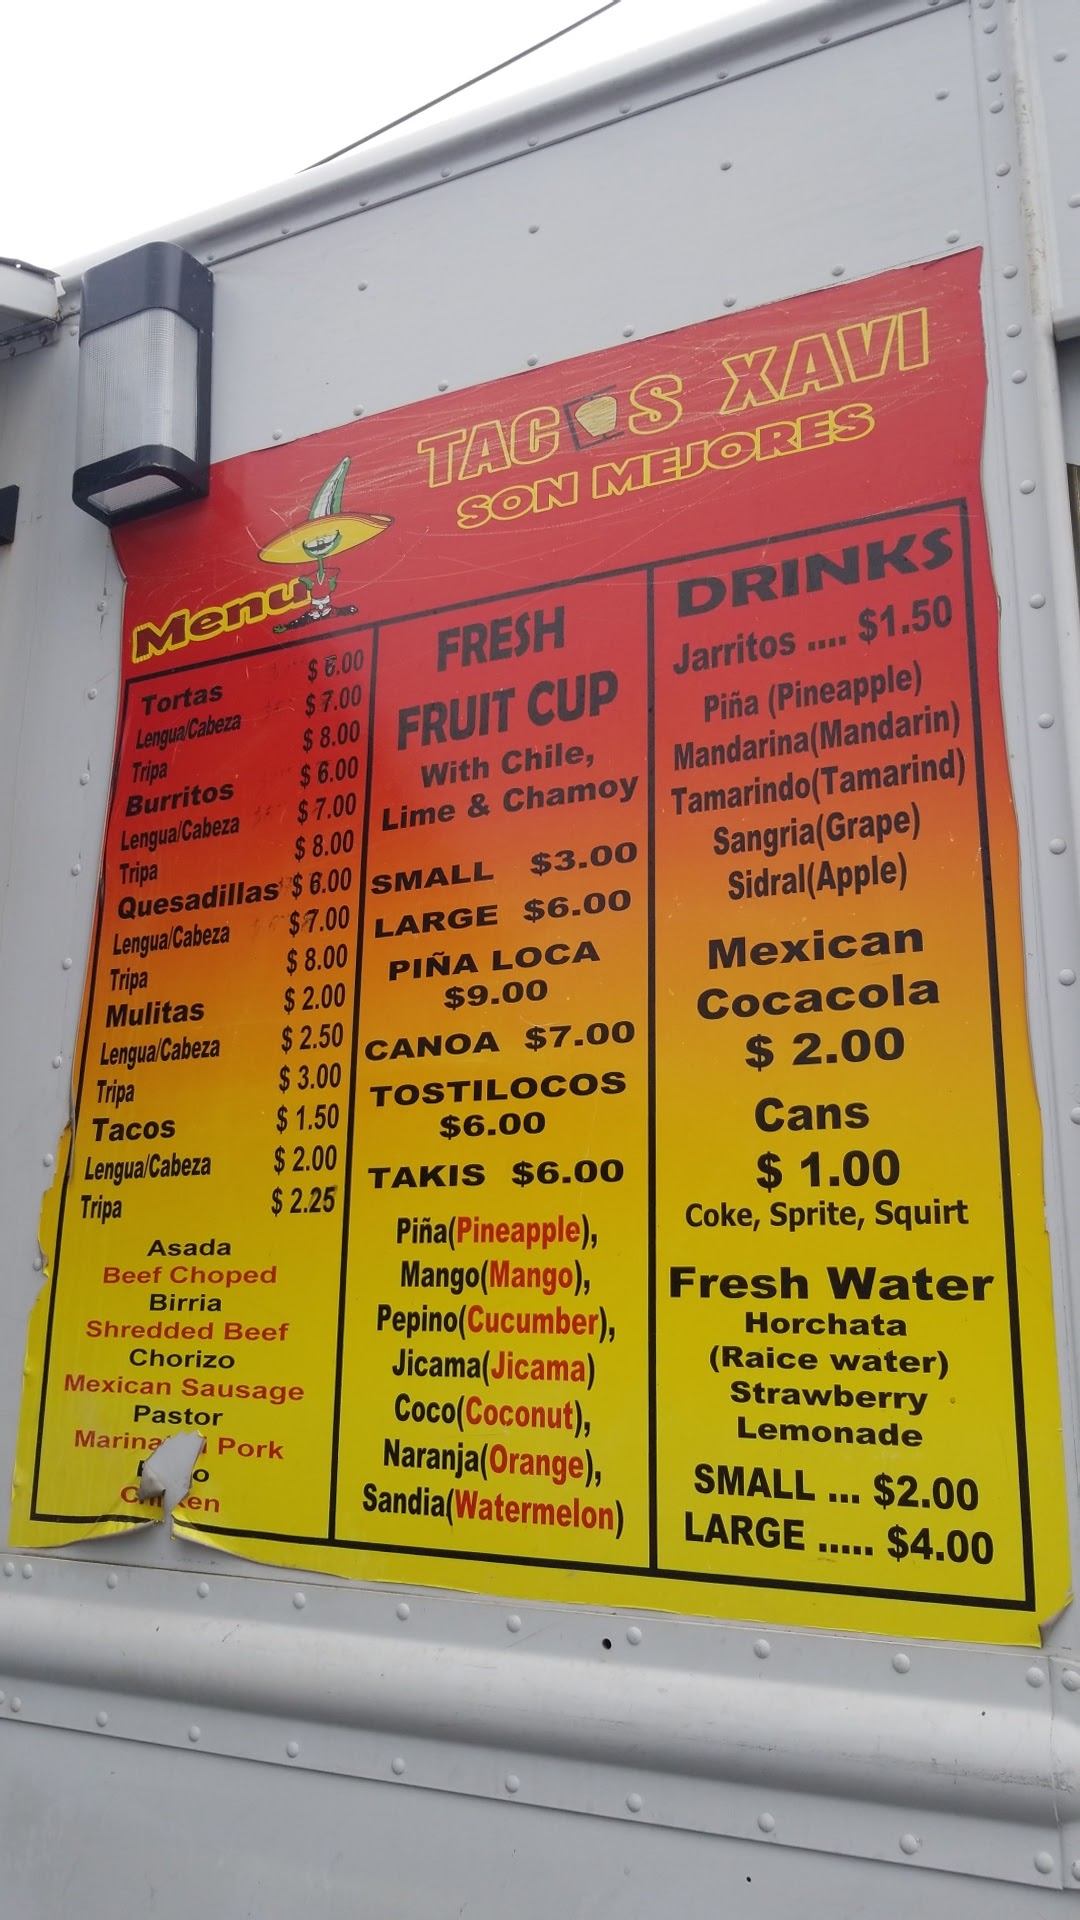 TACOS XAVI
SON MEJORES
Menu
Tortas $ 6.00
Lengua/Cabeza $ 7.00
Tripa $ 8.00
Burritos $ 6.00
Lengua/Cabeza $ 7.00
Tripa $ 8.00
Quesadillas $ 6.00
Lengua/Cabeza $ 7.00
Tripa $ 8.00
Mulitas $ 2.00
Lengua/Cabeza $ 2.50
Tripa $ 3.00
Tacos $ 1.50
Lengua/Cabeza $ 2.00
Tripa $ 2.25
Asada
Beef Choped
Birria
Shredded Beef
Chorizo
Mexican Sausage
Pastor
Pork
FRESH
FRUIT CUP
With Chile,
Lime & Chamoy
SMALL $3.00
LARGE $6.00
PIÑA LOCA
$9.00
CANOA $7.00
TOSTILOCOS
$6.00
TAKIS $6.00
Piña(Pineapple),
Mango(Mango),
Pepino(Cucumber),
Jicama(Jicama)
Coco(Coconut),
Naranja(Orange),
Sandia(Watermelon)
DRINKS
Jarritos .... $1.50
Piña (Pineapple)
Mandarina(Mandarin)
Tamarindo(Tamarind)
Sangria(Grape)
Sidral(Apple)
Mexican
Cocacola
$ 2.00
Cans
$ 1.00
Coke, Sprite, Squirt
Fresh Water
Horchata
(Raice water)
Strawberry
Lemonade
SMALL ... $2.00
LARGE ..... $4.00